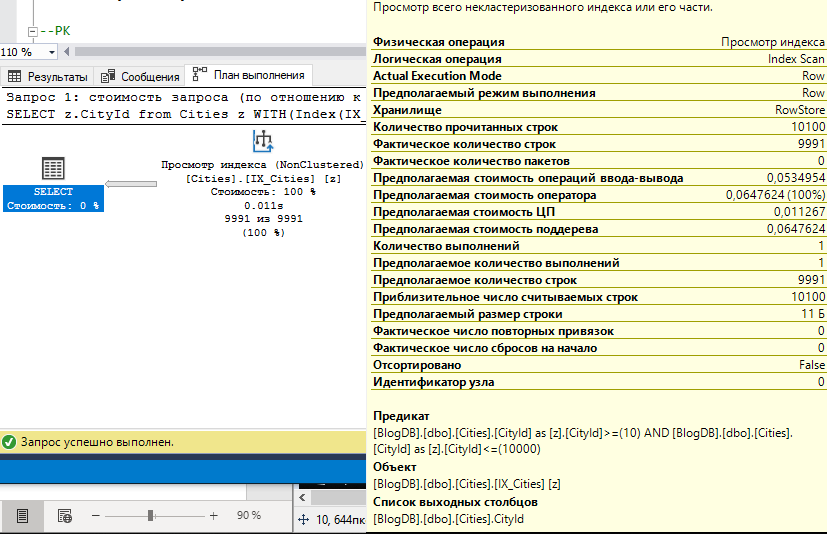 --PK
110 %
Результаты
Сообщения
План выполнения
Запрос 1: стоимость запроса (по отношению к
SELECT z.CityId from Cities z WITH(Index(IX_
Просмотр индекса (NonClustered)
[Cities].[IX_Cities] [z]
Стоимость: 100 %
0.011s
9991 из 9991
(100 %)
SELECT
Стоимость: 0 %
Запрос успешно выполнен.
90 %
10, 644пк
Просмотр всего некластеризованного индекса или его части.
Физическая операция Просмотр индекса
Логическая операция Index Scan
Actual Execution Mode Row
Предполагаемый режим выполнения Row
Хранилище RowStore
Количество прочитанных строк 10100
Фактическое количество строк 9991
Фактическое количество пакетов 0
Предполагаемая стоимость операций ввода-вывода 0,0534954
Предполагаемая стоимость оператора 0,0647624 (100%)
Предполагаемая стоимость ЦП 0,011267
Предполагаемая стоимость поддерева 0,0647624
Количество выполнений 1
Предполагаемое количество выполнений 1
Предполагаемое количество строк 9991
Приблизительное число считываемых строк 10100
Предполагаемый размер строки 11 Б
Фактическое число повторных привязок 0
Фактическое число сбросов на начало 0
Отсортировано False
Идентификатор узла 0
Предикат
[BlogDB].[dbo].[Cities].[CityId] as [z].[CityId]>=(10) AND [BlogDB].[dbo].[Cities].
[CityId] as [z].[CityId]<=(10000)
Объект
[BlogDB].[dbo].[Cities].[IX_Cities] [z]
Список выходных столбцов
[BlogDB].[dbo].[Cities].CityId